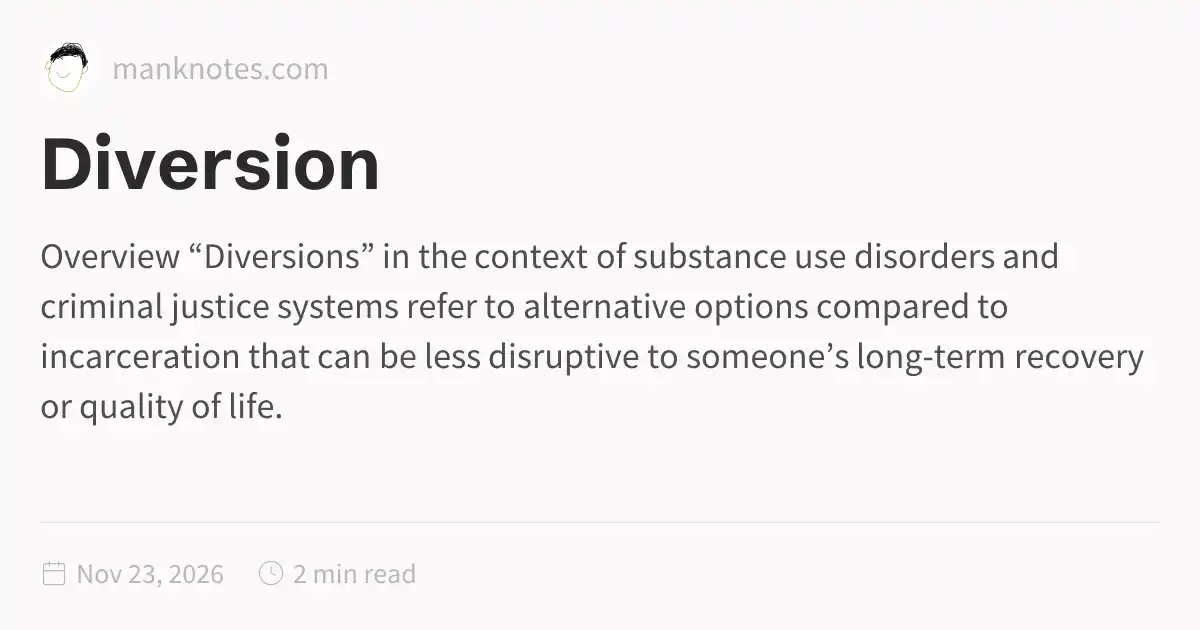 manknotes.com
Diversion
Overview “Diversions” in the context of substance use disorders and
criminal justice systems refer to alternative options compared to
incarceration that can be less disruptive to someone’s long-term recovery
or quality of life.
Nov 23, 2026 2 min read